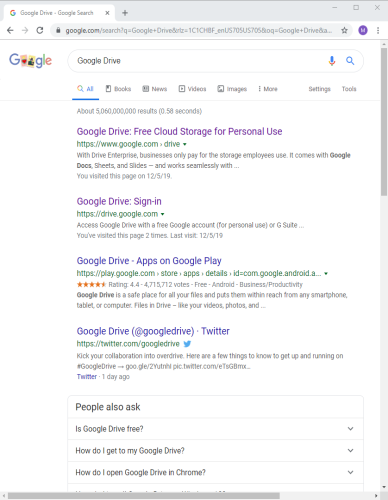 Google Drive - Google Search
google.com/search?q=Google+Drive&rlz=1C1CHBF_enUS705US705&oq=Google+Drive&a...
M
Google
Google Drive
All Books News Videos Images More Settings Tools
About 5,060,000,000 results (0.58 seconds)
Google Drive: Free Cloud Storage for Personal Use
https://www.google.com › drive
With Drive Enterprise, businesses only pay for the storage employees use. It comes with Google
Docs, Sheets, and Slides — and works seamlessly with ...
You visited this page on 12/5/19.
Google Drive: Sign-in
https://drive.google.com
Access Google Drive with a free Google account (for personal use) or G Suite ...
You've visited this page 2 times. Last visit: 12/5/19
Google Drive - Apps on Google Play
https://play.google.com › store › apps › details › id=com.google.android.a...
Rating: 4.4 - 4,715,712 votes - Free - Android - Business/Productivity
Google Drive is a safe place for all your files and puts them within reach from any smartphone,
tablet, or computer. Files in Drive – like your videos, photos, and ...
Google Drive (@googledrive) · Twitter
https://twitter.com/googledrive
Kick your collaboration into overdrive. Here are a few things to know to get up and running on
#GoogleDrive → goo.gle/2Yutnhl pic.twitter.com/eTsGBmx...
Twitter · 1 day ago
People also ask
Is Google Drive free?
How do I get to my Google Drive?
How do I open Google Drive in Chrome?